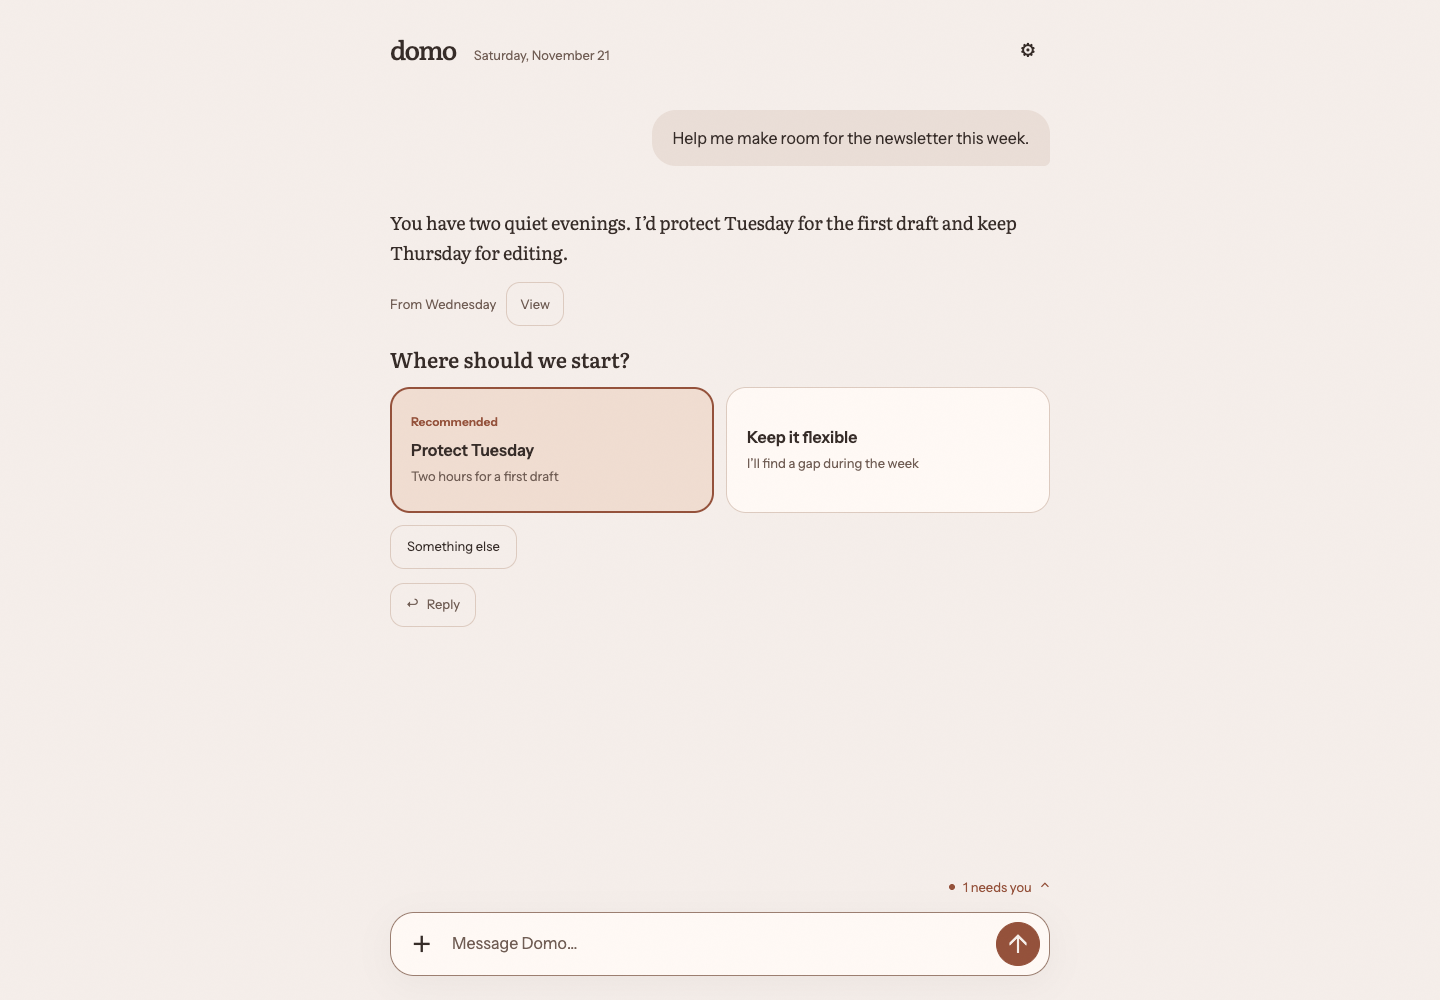 domo
Saturday, November 21
Help me make room for the newsletter this week.
You have two quiet evenings. I’d protect Tuesday for the first draft and keep
Thursday for editing.
From Wednesday
View
Where should we start?
Recommended
Protect Tuesday
Two hours for a first draft
Keep it flexible
I’ll find a gap during the week
Something else
Reply
1 needs you
Message Domo...